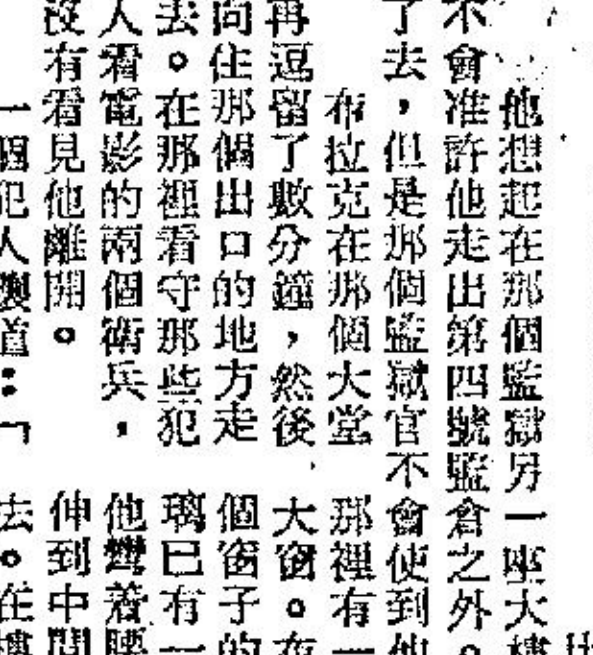 他想起在那個監獄另一座大樓
不會准許他走出第四號監倉之外。
了去，但是那個監獄官不會使到他
布拉克在那個大堂
再逗留了數分鐘，然後
向住那個出口的地方走
去。在那裡看守那些犯
人看電影的兩個衛兵，
沒有看見他離開。
一個犯人道：「
那裡有一
大窗。布
個窗子的
璃已有一
他彎着腰
伸到中間
去。在樓